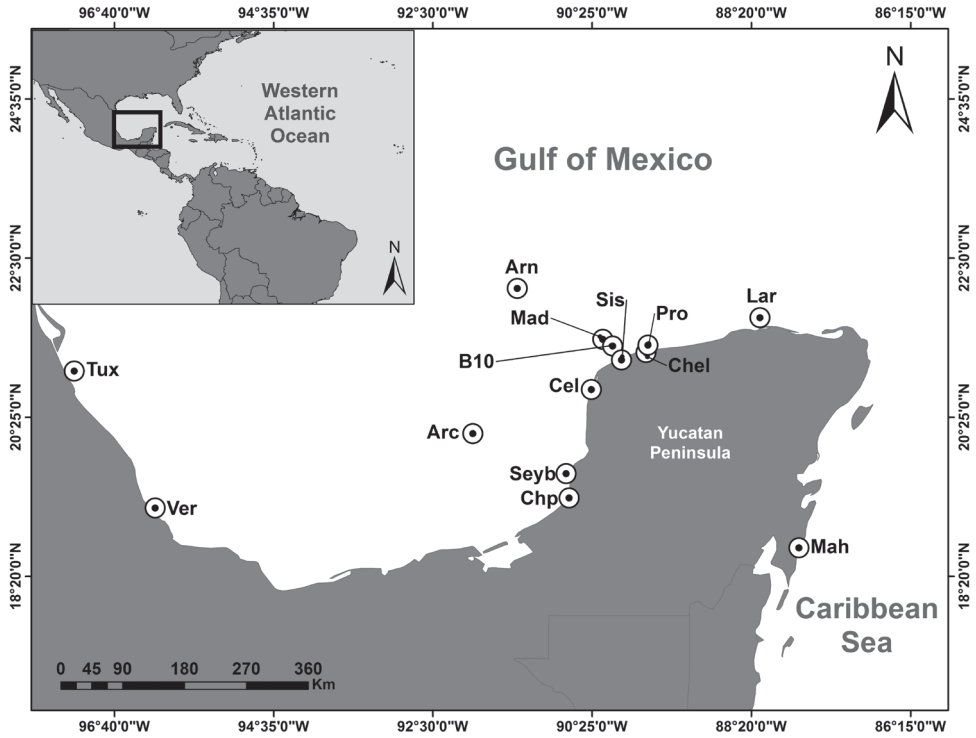 96°40'0"W 94°35'0"W 92°30'0"W 90°25'0"W 88°20'0"W 86°15'0"W
24°35'0"N
22°30'0"N
20°25'0"N
18°20'0"N
Western
Atlantic
Ocean
N
N
Gulf of Mexico
Arn
Sis
Mad
Pro
Lar
B10
Chel
Tux
Cel
Arc
Yucatan
Peninsula
Seyb
Chp
Ver
Mah
Caribbean
Sea
0 45 90 180 270 360
Km
24°35'0"N
22°30'0"N
20°25'0"N
18°20'0"N
96°40'0"W 94°35'0"W 92°30'0"W 90°25'0"W 88°20'0"W 86°15'0"W